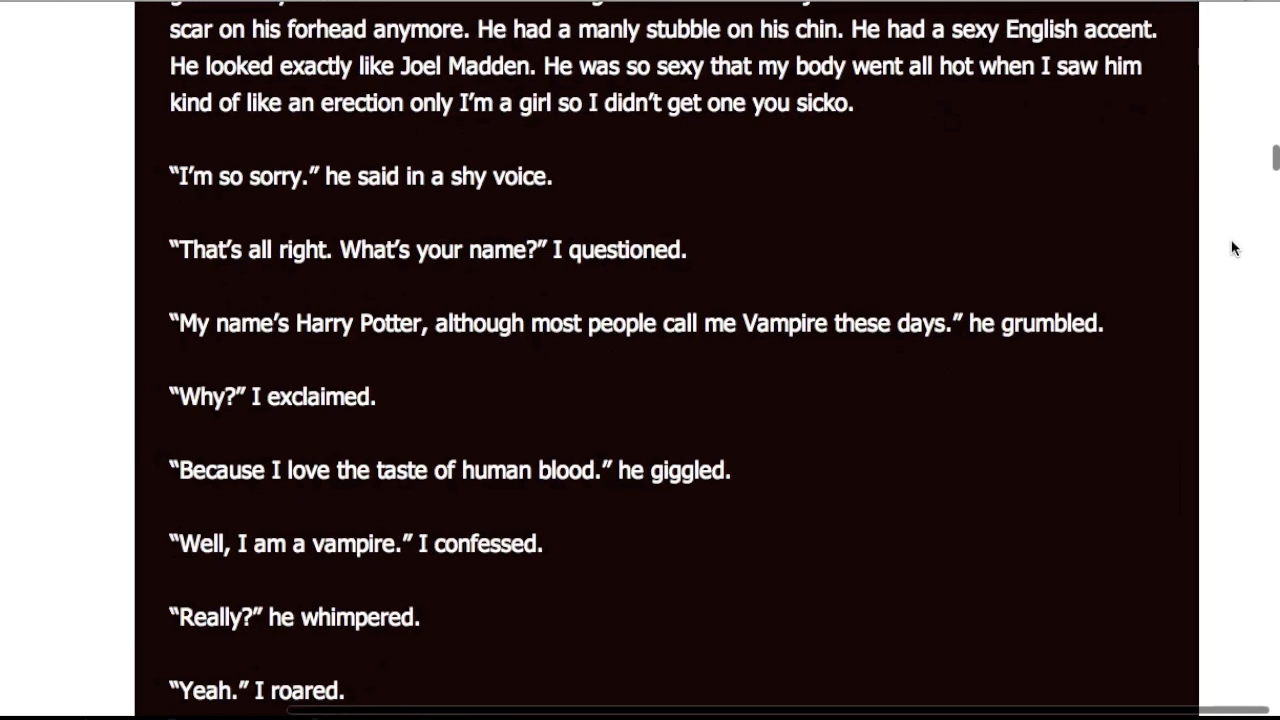 scar on his forhead anymore. He had a manly stubble on his chin. He had a sexy English accent.
He looked exactly like Joel Madden. He was so sexy that my body went all hot when I saw him
kind of like an erection only I’m a girl so I didn’t get one you sicko.
“I’m so sorry.” he said in a shy voice.
“That’s all right. What’s your name?” I questioned.
“My name’s Harry Potter, although most people call me Vampire these days.” he grumbled.
“Why?” I exclaimed.
“Because I love the taste of human blood.” he giggled.
“Well, I am a vampire.” I confessed.
“Really?” he whimpered.
“Yeah.” I roared.